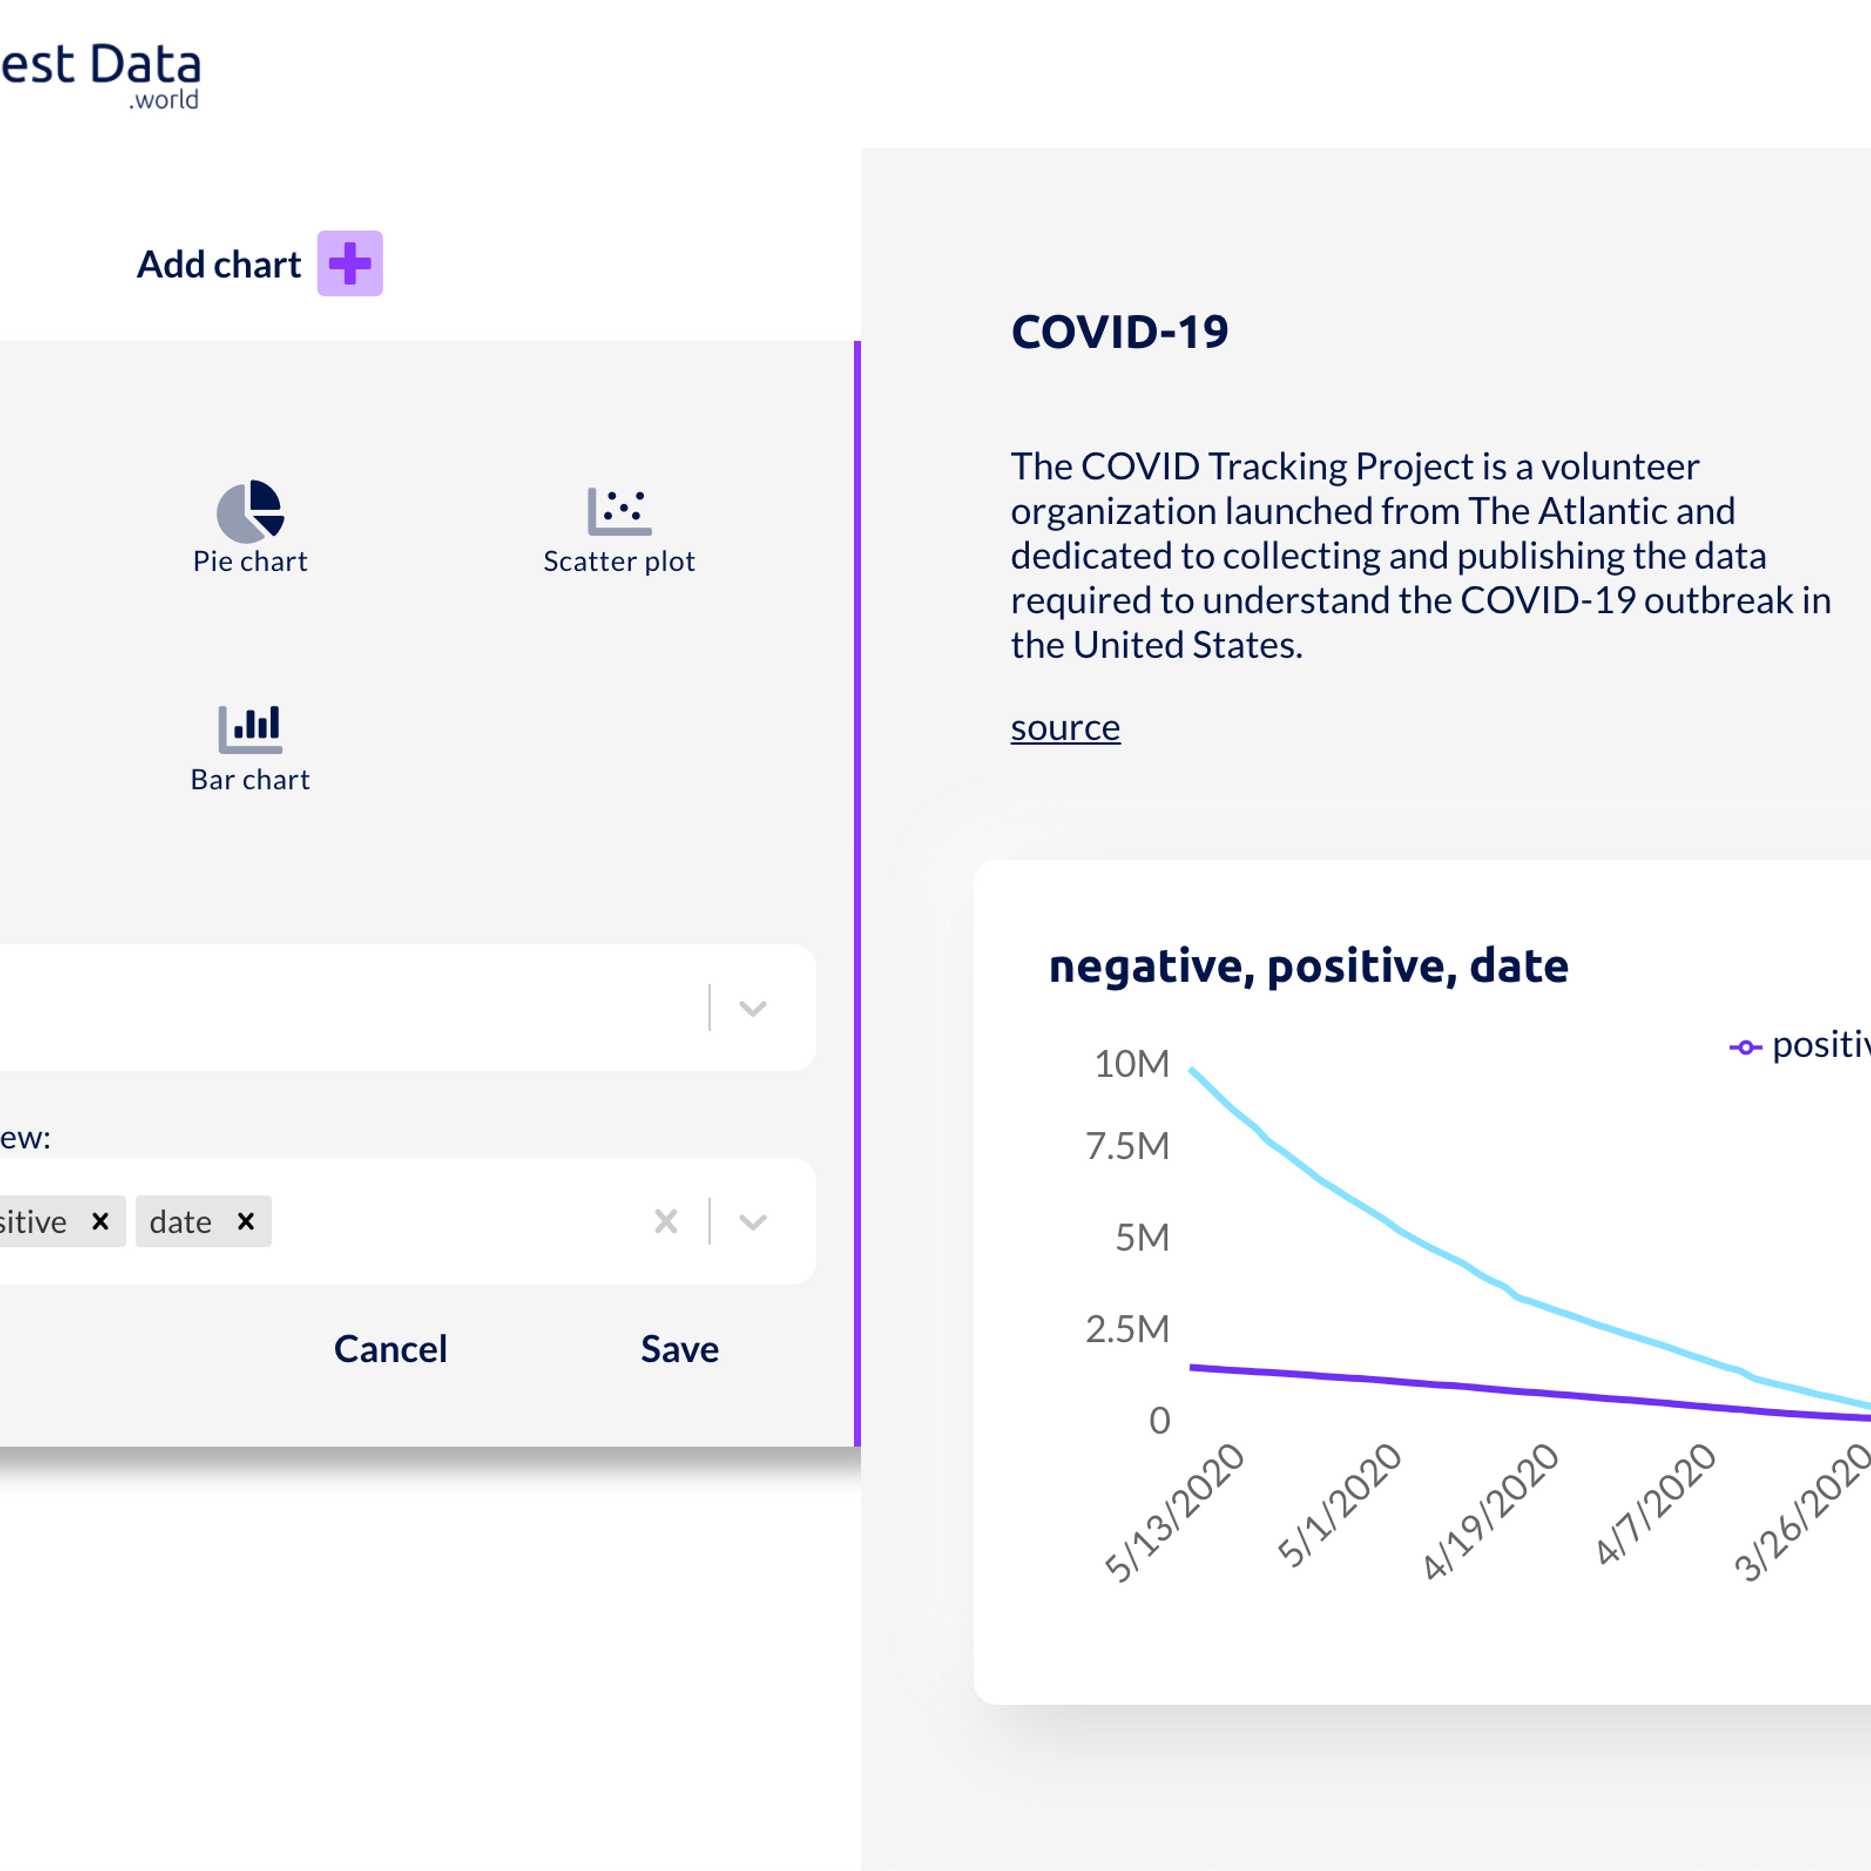 est Data
.world
Add chart
Pie chart
Scatter plot
Bar chart
ew:
sitive
date
Cancel
Save
COVID-19
The COVID Tracking Project is a volunteer
organization launched from The Atlantic and
dedicated to collecting and publishing the data
required to understand the COVID-19 outbreak in
the United States.
source
negative, positive, date
positiv
10M
7.5M
5M
2.5M
0
5/13/2020
5/1/2020
4/19/2020
4/7/2020
3/26/2020